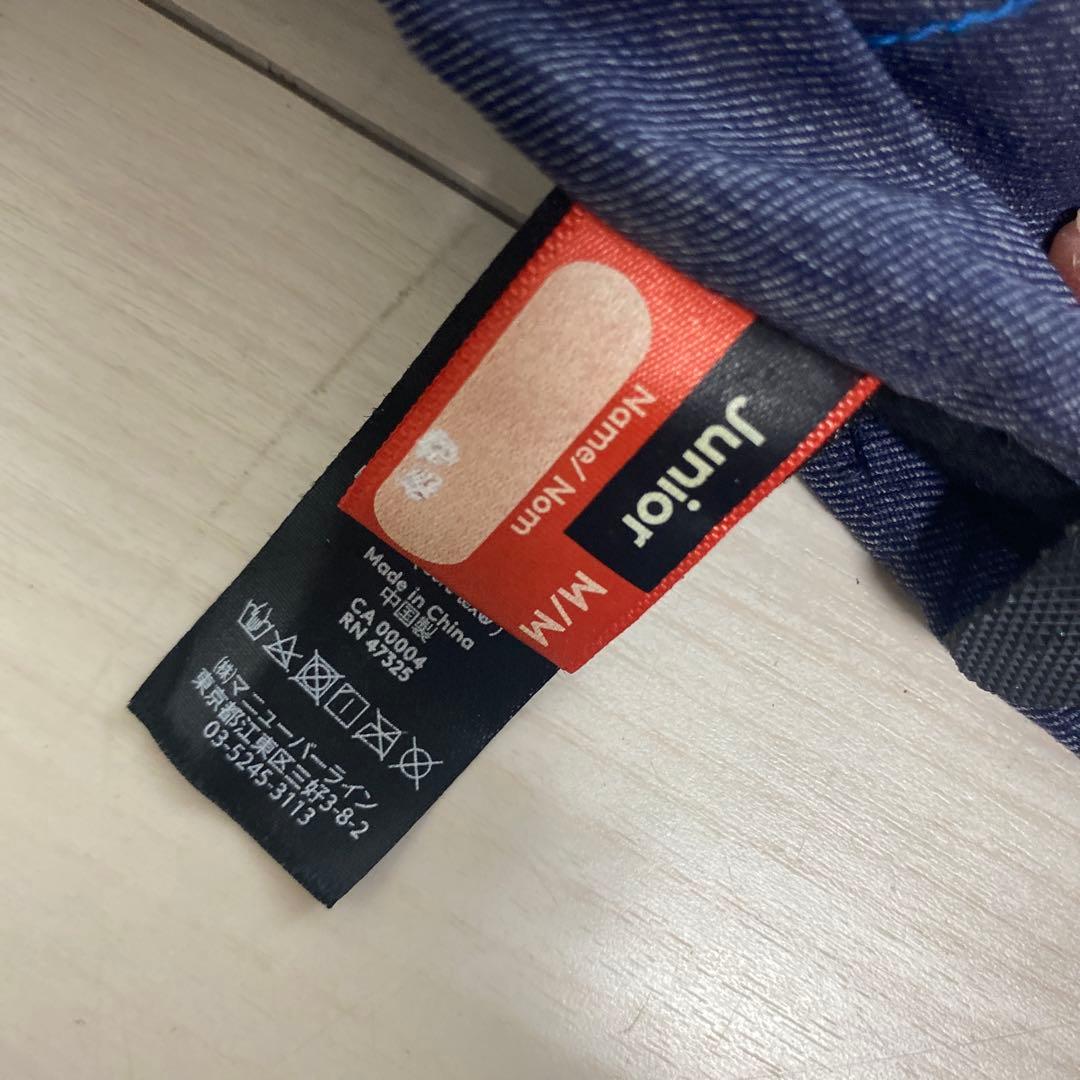 Junior
Name/ Nom
M/M
Made in China
中国製
CA 00004
RN 47325
(株)マニューバーライン
東京都江東区三好3-8-2
03-5245-3113